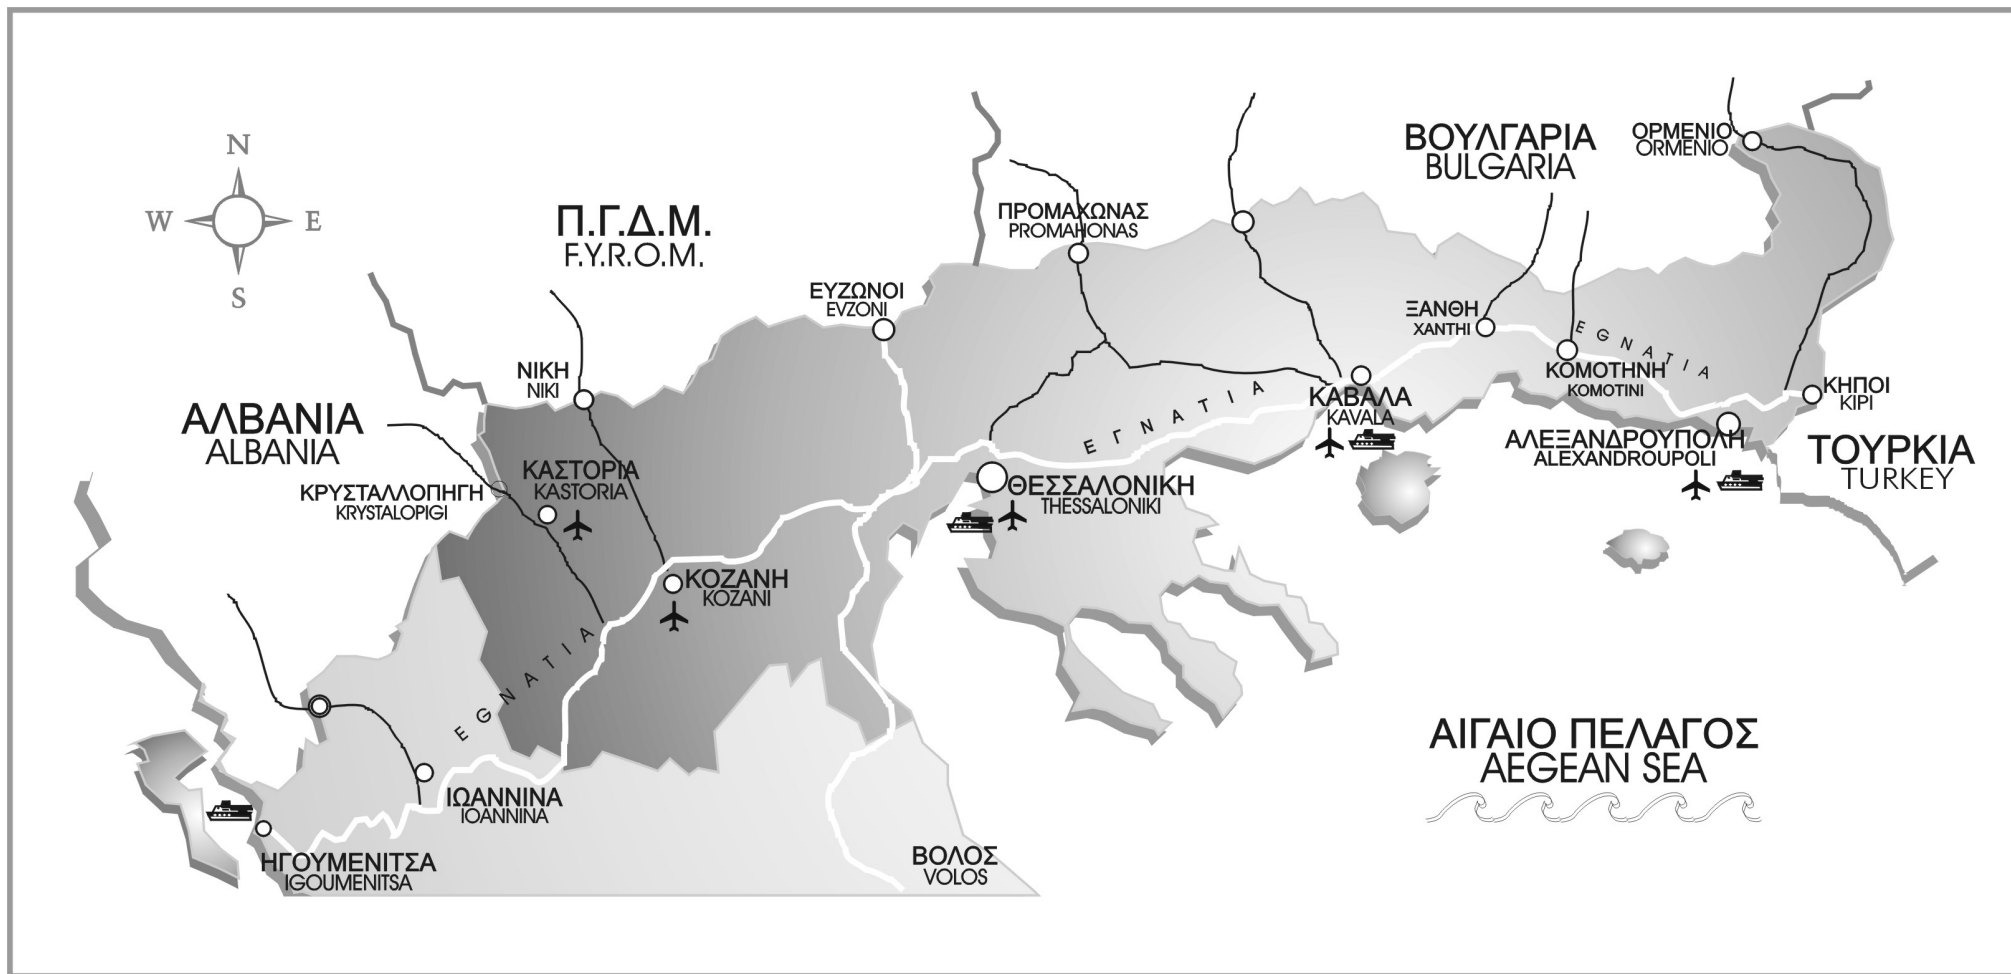 N
W E
S
Π.Γ.Δ.Μ.
F.Y.R.O.M.
ΒΟΥΛΓΑΡΙΑ
BULGARIA
ΟΡΜΕΝΙΟ
ORMENIO
ΠΡΟΜΑΧΩΝΑΣ
PROMAHONAS
ΕΥΖΩΝΟΙ
EVZONI
ΞΑΝΘΗ
XANTHI
EGNATIA
ΝΙΚΗ
NIKI
ΚΟΜΟΤΗΝΗ
KOMOTINI
ΚΗΠΟΙ
KIPI
ΑΛΒΑΝΙΑ
ALBANIA
ΕΓΝΑΤΙΑ
ΚΑΒΑΛΑ
KAVALA
ΑΛΕΞΑΝΔΡΟΥΠΟΛΗ
ALEXANDROUPOLI
ΤΟΥΡΚΙΑ
TURKEY
ΚΑΣΤΟΡΙΑ
KASTORIA
ΚΡΥΣΤΑΛΛΟΠΗΓΗ
KRYSTALOPIGI
ΘΕΣΣΑΛΟΝΙΚΗ
THESSALONIKI
ΚΟΖΑΝΗ
KOZANI
EGNATIA
ΑΙΓΑΙΟ ΠΕΛΑΓΟΣ
AEGEAN SEA
ΙΩΑΝΝΙΝΑ
IOANNINA
ΗΓΟΥΜΕΝΙΤΣΑ
IGOUMENITSA
ΒΟΛΟΣ
VOLOS